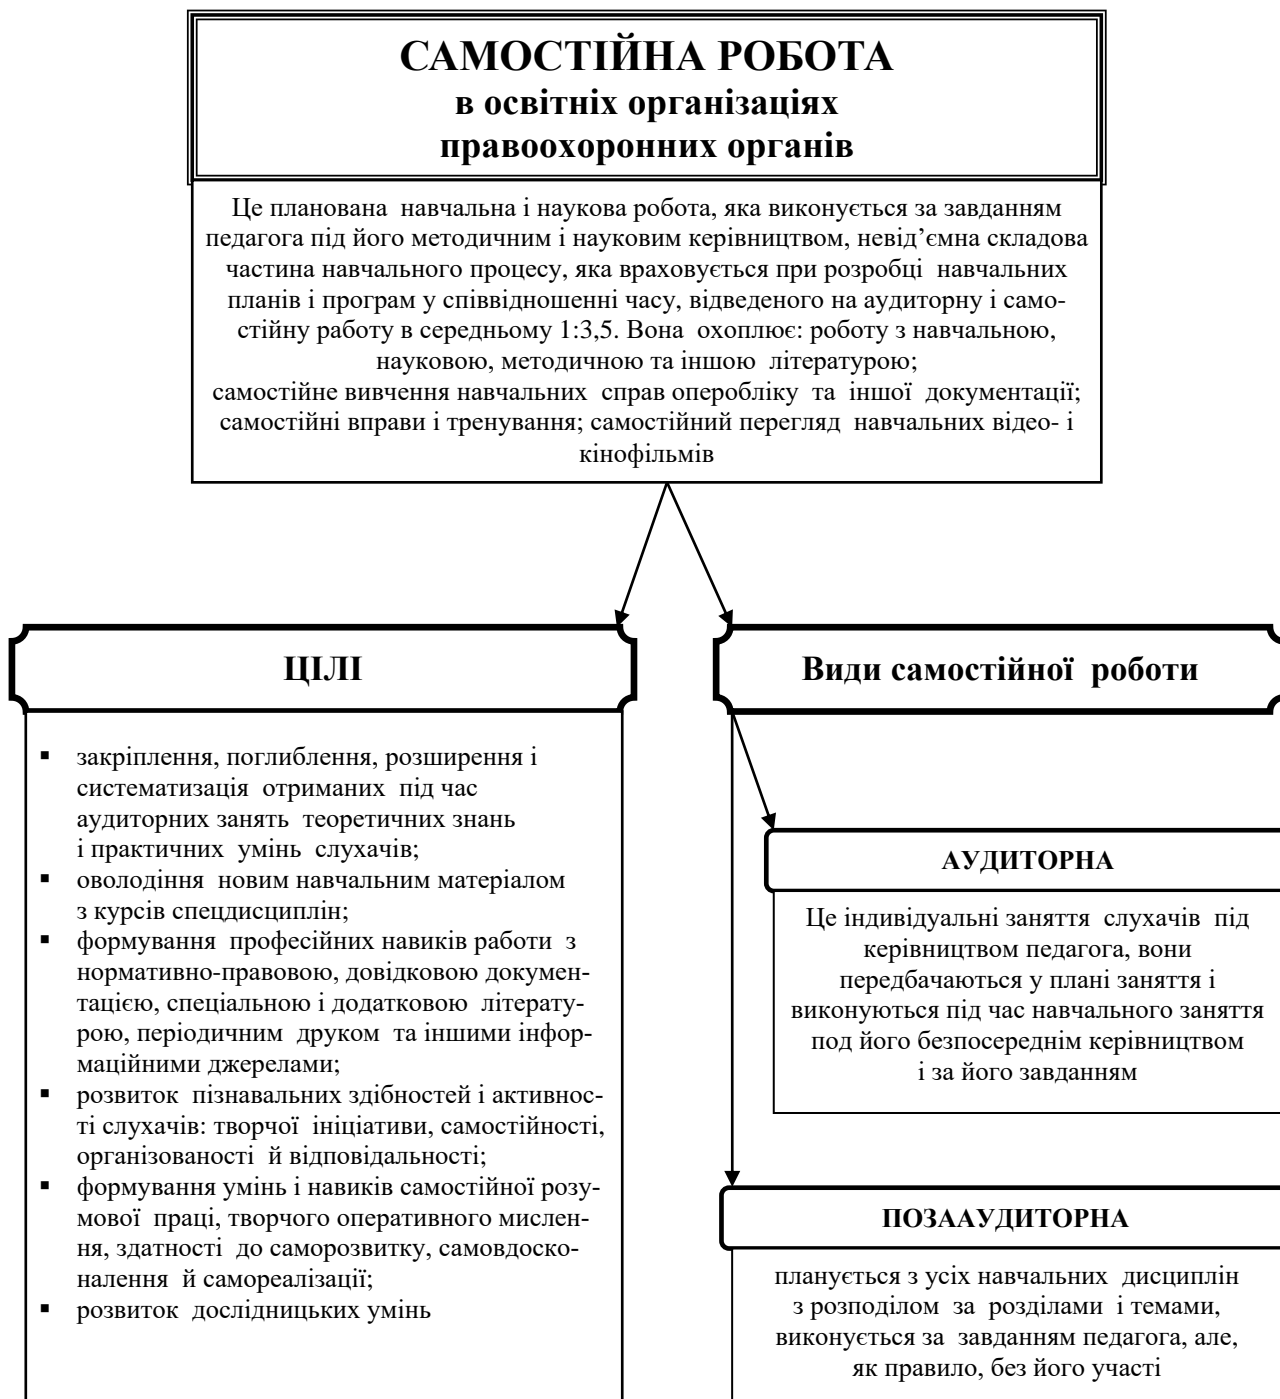 САМОСТІЙНА РОБОТА
в освітніх організаціях
правоохоронних органів
Це планована навчальна і наукова робота, яка виконується за завданням
педагога під його методичним і науковим керівництвом, невід’ємна складова
частина навчального процесу, яка враховується при розробці навчальних
планів і програм у співвідношенні часу, відведеного на аудиторну і само-
стійну работу в середньому 1:3,5. Вона охоплює: роботу з навчальною,
науковою, методичною та іншою літературою;
самостійне вивчення навчальних справ оперобліку та іншої документації;
самостійні вправи і тренування; самостійний перегляд навчальних відео- і
кінофільмів
ЦІЛІ
▪ закріплення, поглиблення, розширення і
систематизація отриманих під час
аудиторних занять теоретичних знань
і практичних умінь слухачів;
▪ оволодіння новим навчальним матеріалом
з курсів спецдисциплін;
▪ формування професійних навиків работи з
нормативно-правовою, довідковою докумен-
тацією, спеціальною і додатковою літерату-
рою, періодичним друком та іншими інфор-
маційними джерелами;
▪ розвиток пізнавальних здібностей і активнос-
ті слухачів: творчої ініціативи, самостійності,
організованості й відповідальності;
▪ формування умінь і навиків самостійної розу-
мової праці, творчого оперативного мислен-
ня, здатності до саморозвитку, самовдоско-
налення й самореалізації;
▪ розвиток дослідницьких умінь
Види самостійної роботи
АУДИТОРНА
Це індивідуальні заняття слухачів під
керівництвом педагога, вони
передбачаються у плані заняття і
виконуються під час навчального заняття
под його безпосереднім керівництвом
і за його завданням
ПОЗААУДИТОРНА
планується з усіх навчальних дисциплін
з розподілом за розділами і темами,
виконується за завданням педагога, але,
як правило, без його участі